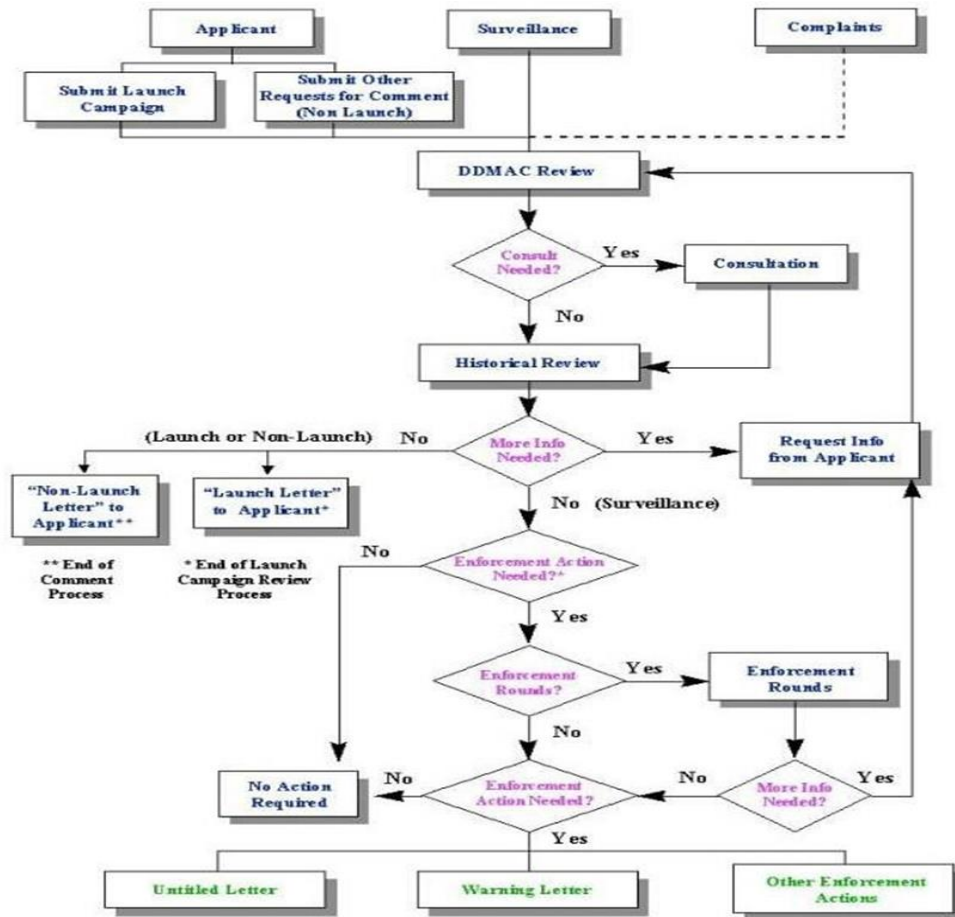 Applicant
Surveillance
Complaints
Submit Launch
Campaign
Submit Other
Requests for Comment
(Non Launch)
DDMAC Review
Consult
Needed?
Yes
Consultation
No
Historical Review
(Launch or Non-Launch)
No
More Info
Needed?
Yes
Request Info
from Applicant
"Non-Launch
Letter" to
Applicant**
"Launch Letter"
to Applicant*
No (Surveillance)
** End of
Comment
Process
* End of Launch
Campaign Review
Process
No
Enforcement Action
Needed?*
Yes
Enforcement
Rounds?
Yes
Enforcement
Rounds
No
No Action
Required
No
Enforcement
Action Needed?
No
More Info
Needed?
Yes
Yes
Untitled Letter
Warning Letter
Other Enforcement
Actions